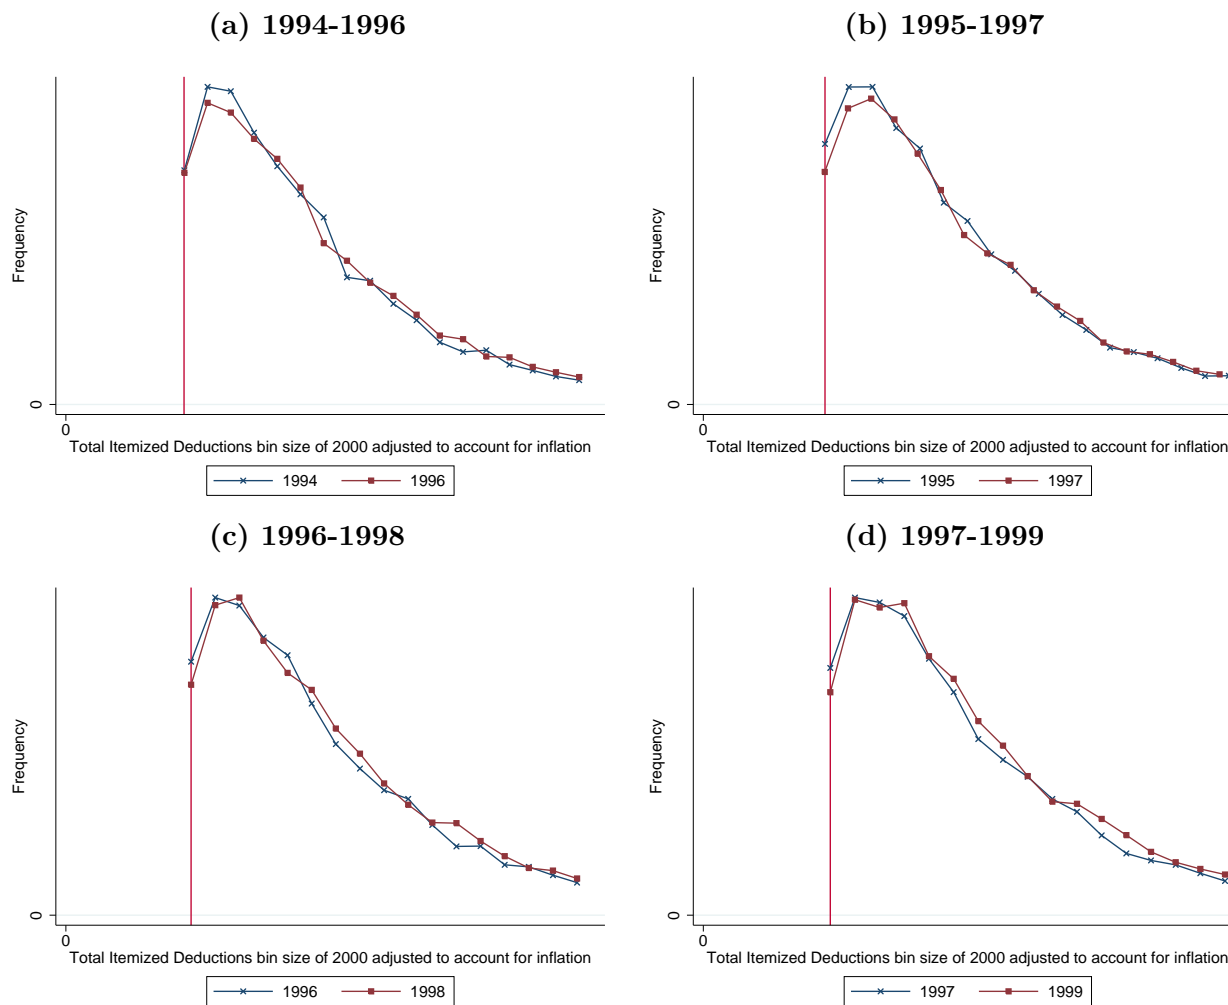 (a) 1994-1996
Frequency
0
0
Total Itemized Deductions bin size of 2000 adjusted to account for inflation
1994 1996
(b) 1995-1997
Frequency
0
0
Total Itemized Deductions bin size of 2000 adjusted to account for inflation
1995 1997
(c) 1996-1998
Frequency
0
0
Total Itemized Deductions bin size of 2000 adjusted to account for inflation
1996 1998
(d) 1997-1999
Frequency
0
0
Total Itemized Deductions bin size of 2000 adjusted to account for inflation
1997 1999